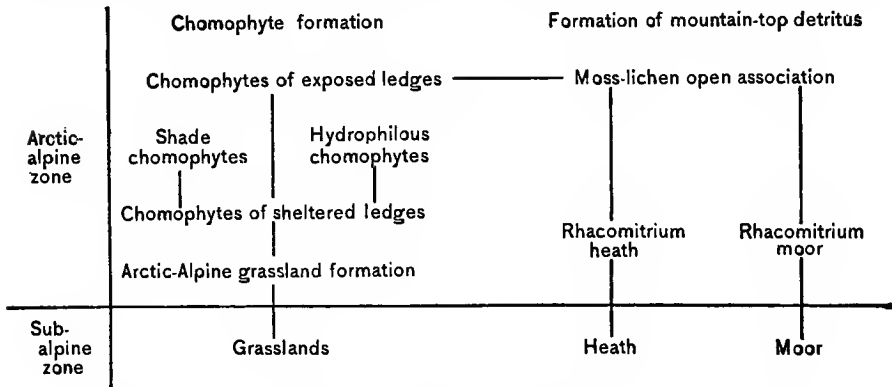 Chomophyte formation
Formation of mountain-top detritus
Chomophytes of exposed ledges
Moss-lichen open association
Arctic-
alpine
zone
Shade
chomophytes
Hydrophilous
chomophytes
Chomophytes of sheltered ledges
Rhacomitrium
heath
Rhacomitrium
moor
Arctic-Alpine grassland formation
Sub-
alpine
zone
Grasslands
Heath
Moor